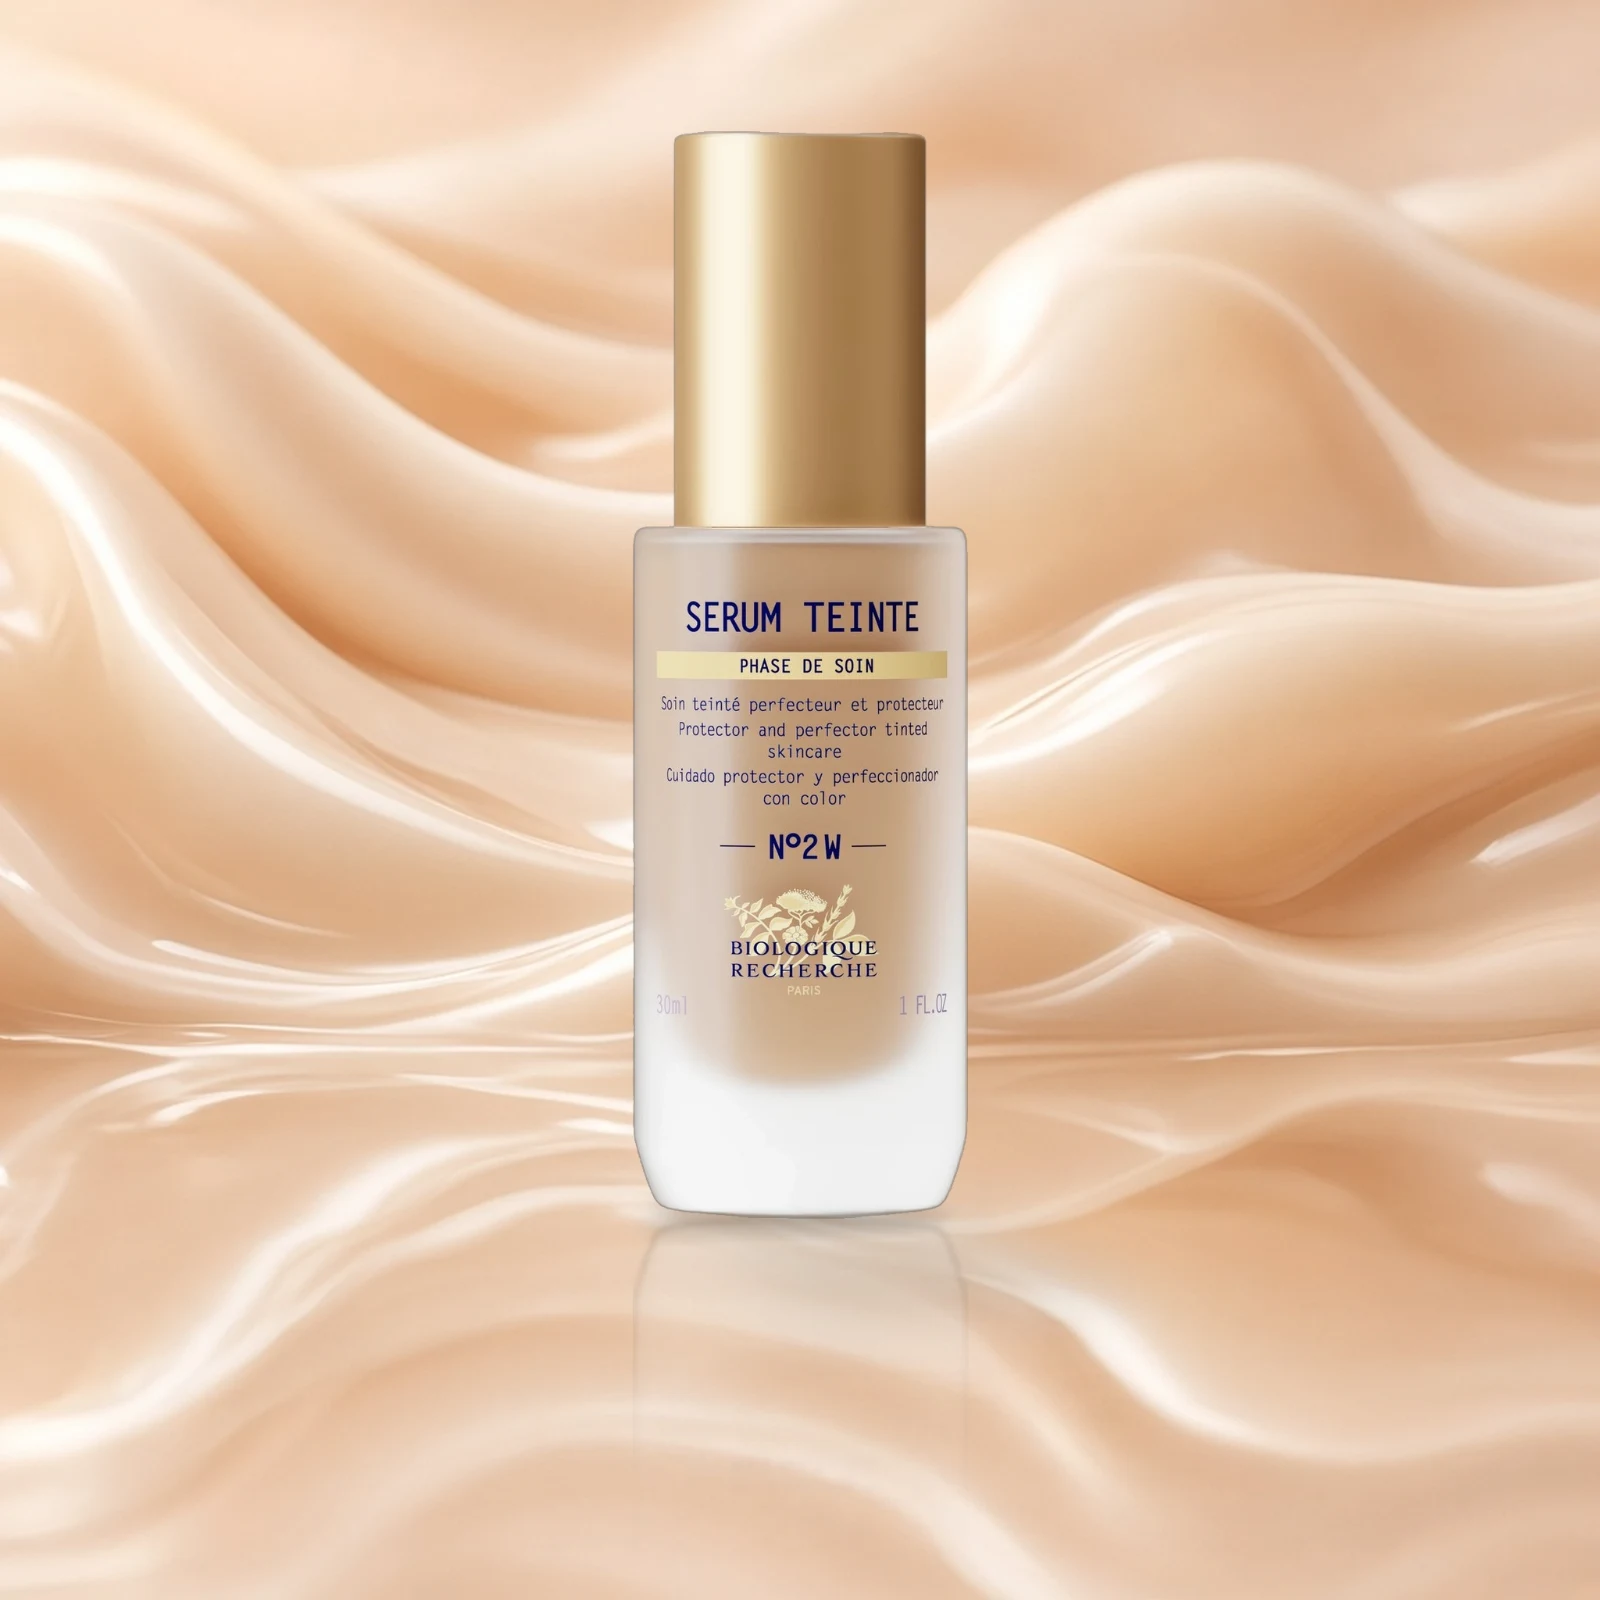 SERUM TEINTE
PHASE DE SOIN
Soin teinté perfecteur et protecteur
Protector and perfector tinted
skincare
Cuidado protector y perfeccionador
con color
Nº2W
BIOLOGIQUE
RECHERCHE
PARIS
30ml 1 FL.OZ